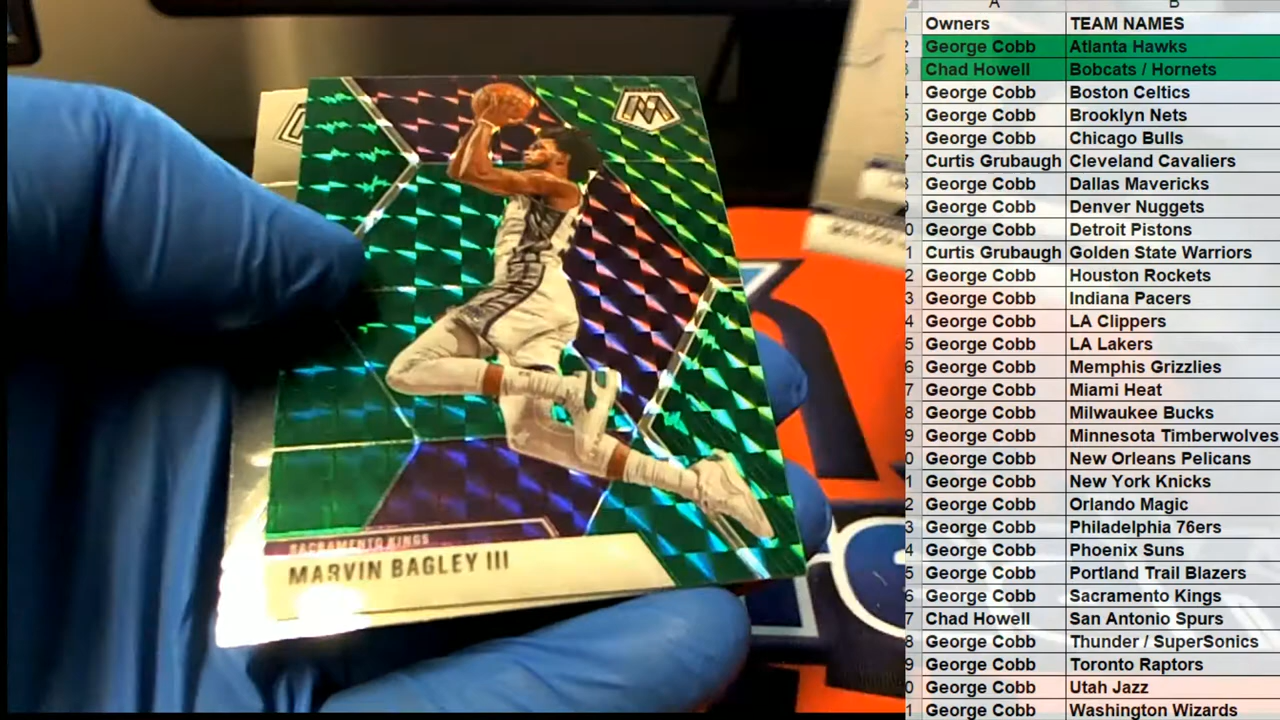 SACRAMENTO KINGS
MARVIN BAGLEY III
A B
Owners TEAM NAMES
George Cobb Atlanta Hawks
Chad Howell Bobcats / Hornets
George Cobb Boston Celtics
George Cobb Brooklyn Nets
George Cobb Chicago Bulls
Curtis Grubaugh Cleveland Cavaliers
George Cobb Dallas Mavericks
George Cobb Denver Nuggets
George Cobb Detroit Pistons
Curtis Grubaugh Golden State Warriors
George Cobb Houston Rockets
George Cobb Indiana Pacers
George Cobb LA Clippers
George Cobb LA Lakers
George Cobb Memphis Grizzlies
George Cobb Miami Heat
George Cobb Milwaukee Bucks
George Cobb Minnesota Timberwolves
George Cobb New Orleans Pelicans
George Cobb New York Knicks
George Cobb Orlando Magic
George Cobb Philadelphia 76ers
George Cobb Phoenix Suns
George Cobb Portland Trail Blazers
George Cobb Sacramento Kings
Chad Howell San Antonio Spurs
George Cobb Thunder / SuperSonics
George Cobb Toronto Raptors
George Cobb Utah Jazz
George Cobb Washington Wizards